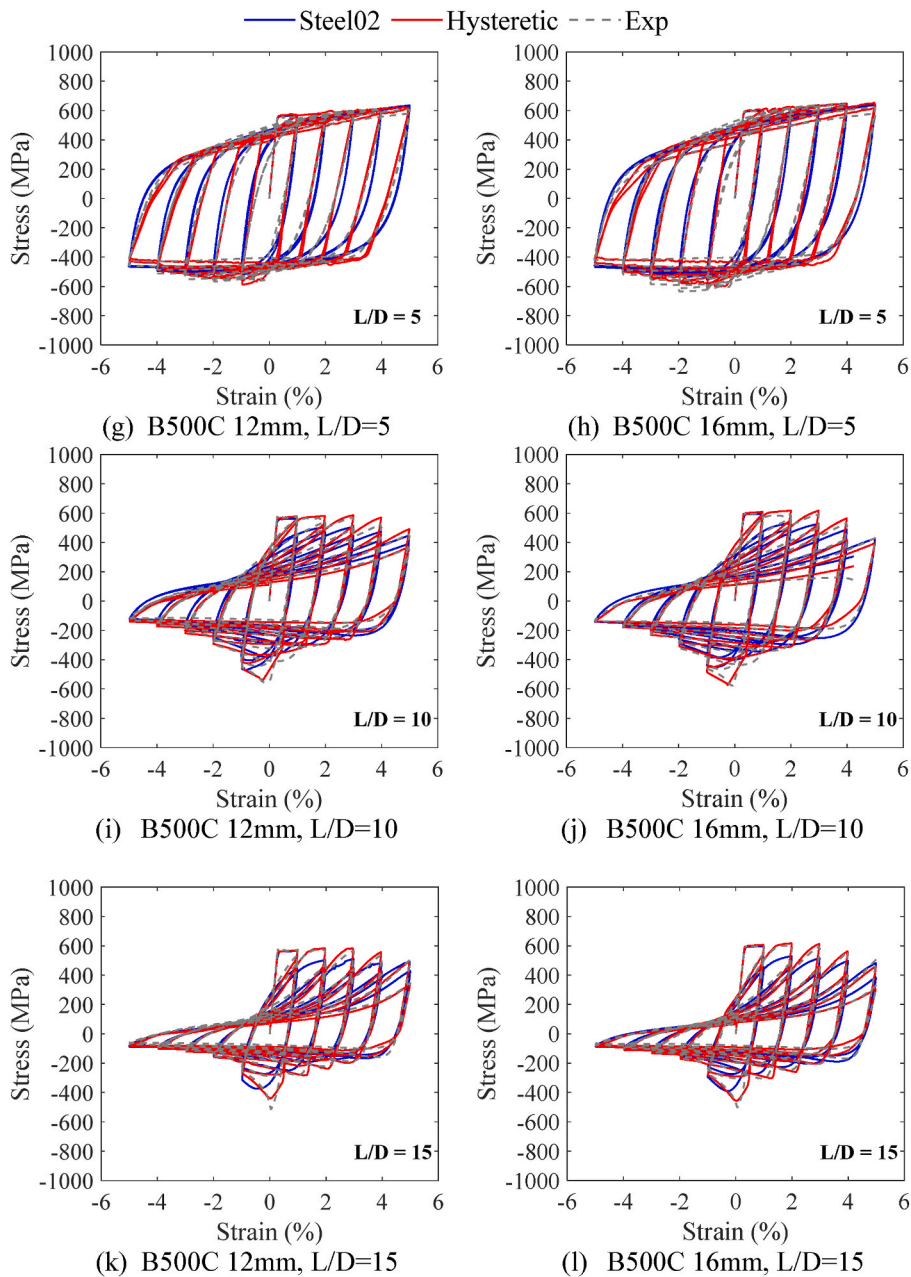 Steel02 Hysteretic Exp
1000
800
600
400
200
0
-200
-400
-600
-800
-1000
Stress (MPa)
L/D = 5
-6 -4 -2 0 2 4 6
Strain (%)
(g) B500C 12mm, L/D=5
1000
800
600
400
200
0
-200
-400
-600
-800
-1000
Stress (MPa)
L/D = 5
-6 -4 -2 0 2 4 6
Strain (%)
(h) B500C 16mm, L/D=5
1000
800
600
400
200
0
-200
-400
-600
-800
-1000
Stress (MPa)
L/D = 10
-6 -4 -2 0 2 4 6
Strain (%)
(i) B500C 12mm, L/D=10
1000
800
600
400
200
0
-200
-400
-600
-800
-1000
Stress (MPa)
L/D = 10
-6 -4 -2 0 2 4 6
Strain (%)
(j) B500C 16mm, L/D=10
1000
800
600
400
200
0
-200
-400
-600
-800
-1000
Stress (MPa)
L/D = 15
-6 -4 -2 0 2 4 6
Strain (%)
(k) B500C 12mm, L/D=15
1000
800
600
400
200
0
-200
-400
-600
-800
-1000
Stress (MPa)
L/D = 15
-6 -4 -2 0 2 4 6
Strain (%)
(l) B500C 16mm, L/D=15